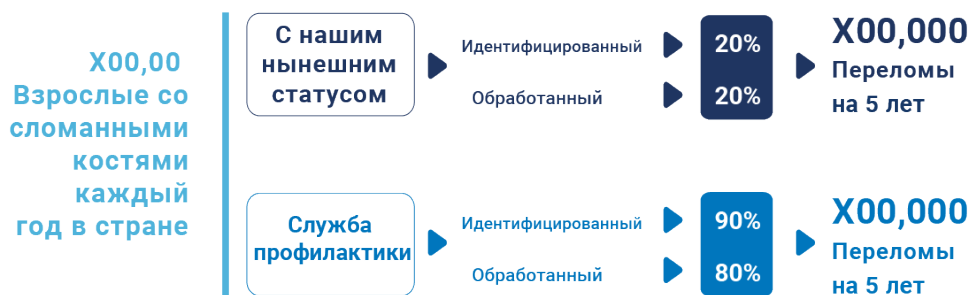 X00,00
Взрослые со
сломанными
костями
каждый
год в стране
С нашим
нынешним
статусом
Идентифицированный
20%
Обработанный
20%
X00,000
Переломы
на 5 лет
Служба
профилактики
Идентифицированный
90%
Обработанный
80%
X00,000
Переломы
на 5 лет